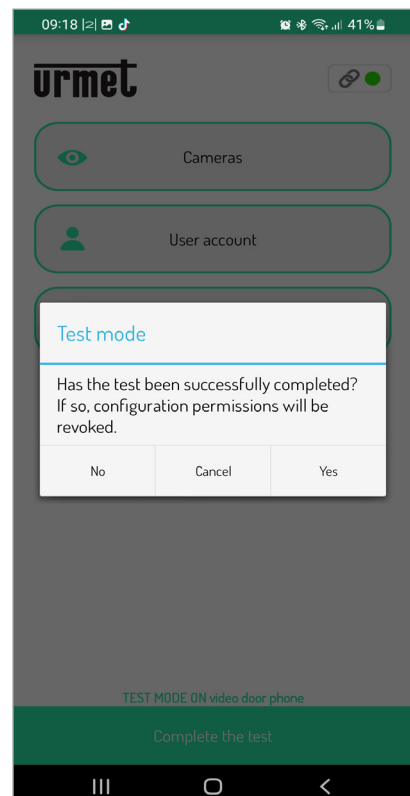 09:18 |2|
41%
urmet
Cameras
User account
Test mode
Has the test been successfully completed?
If so, configuration permissions will be
revoked.
No Cancel Yes
TEST MODE ON video door phone
Complete the test